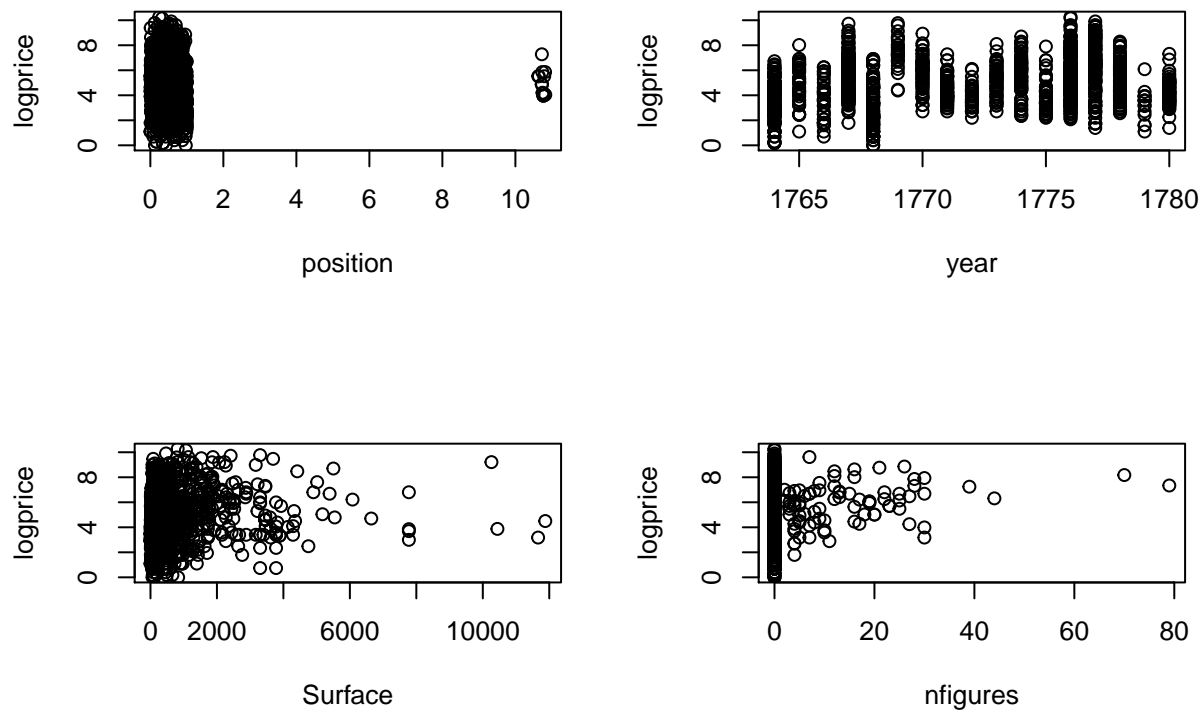 logprice
0 4 8
0 2 4 6 8 10
position
logprice
0 4 8
1765 1770 1775 1780
year
logprice
0 4 8
0 2000 6000 10000
Surface
logprice
0 4 8
0 20 40 60 80
nfigures